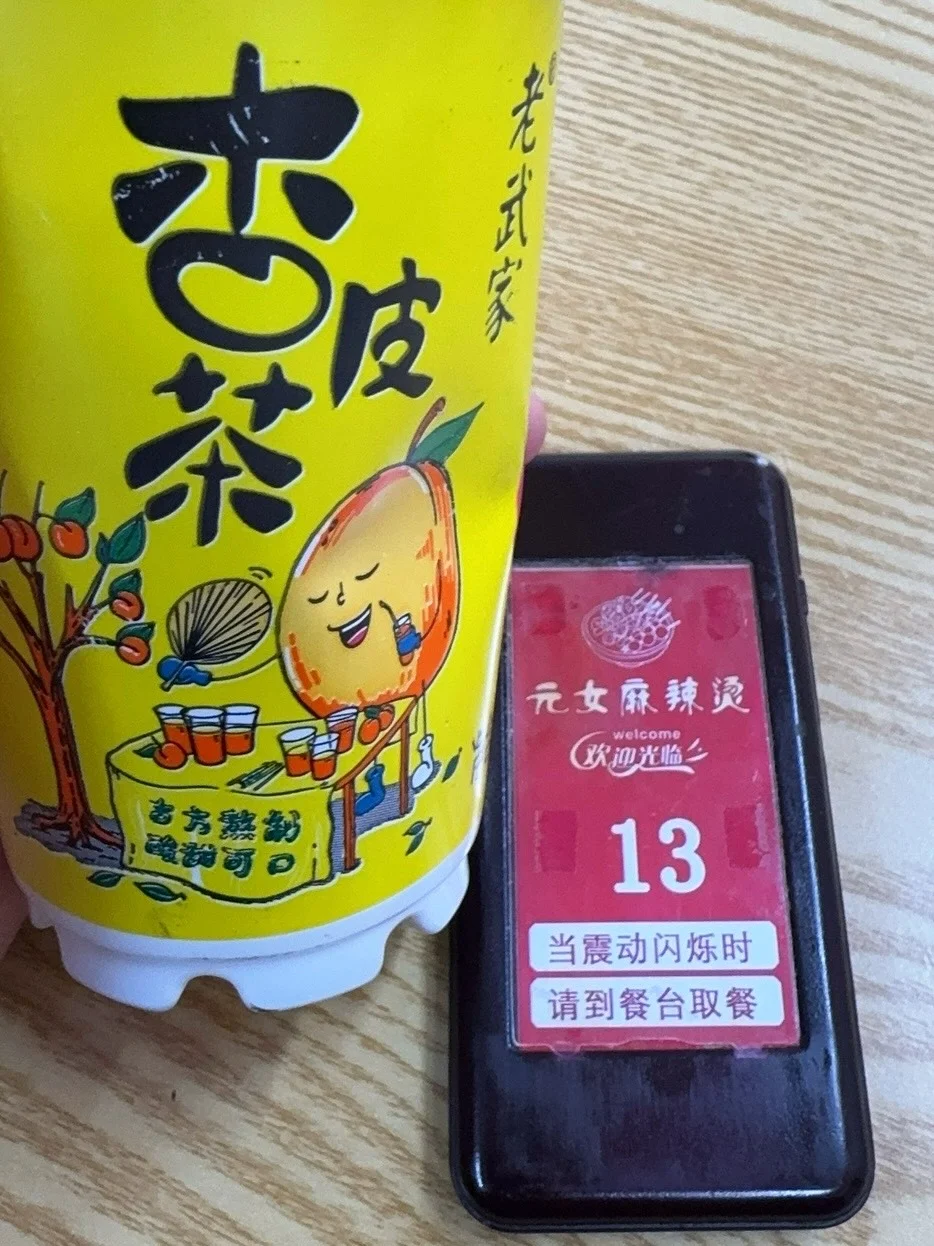 老武家
杏皮茶
古方熬制
酸甜可口
元女麻辣烫
welcome
欢迎光临
13
当震动闪烁时
请到餐台取餐